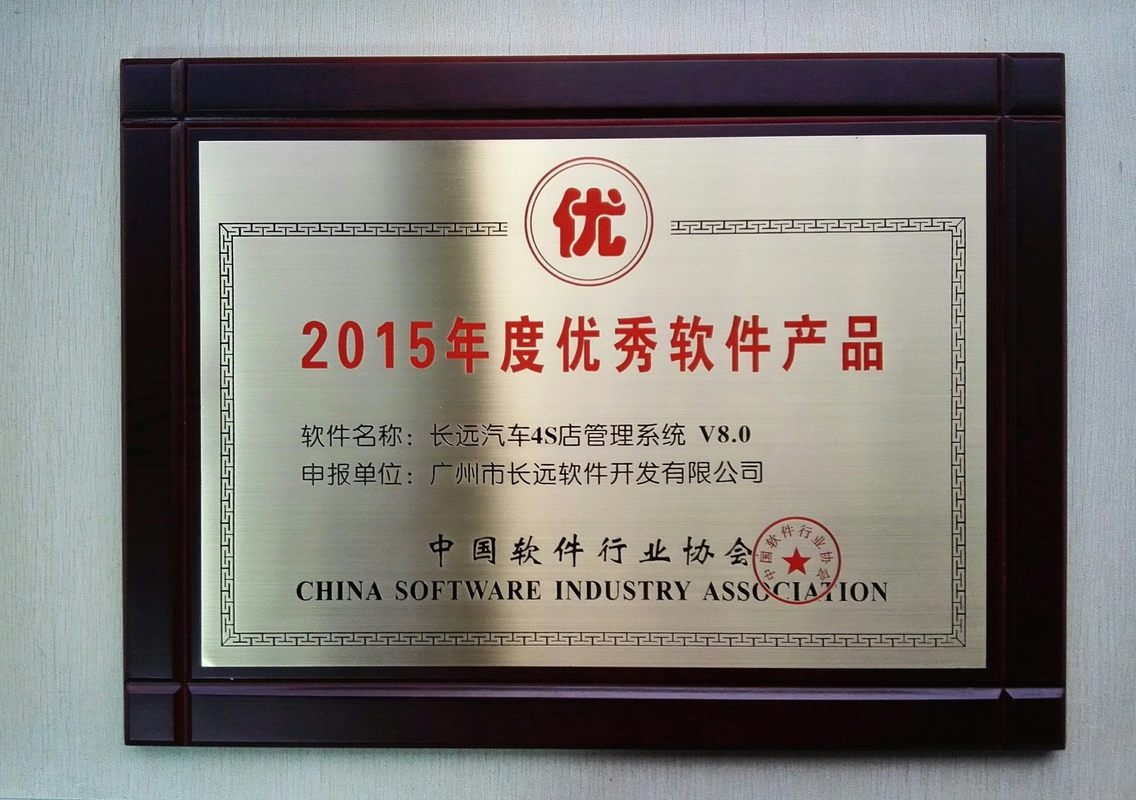 优
2015年度优秀软件产品
软件名称：长远汽车4S店管理系统 V8.0
申报单位：广州市长远软件开发有限公司
中国软件行业协会
中国软件行业协会
CHINA SOFTWARE INDUSTRY ASSOCIATION